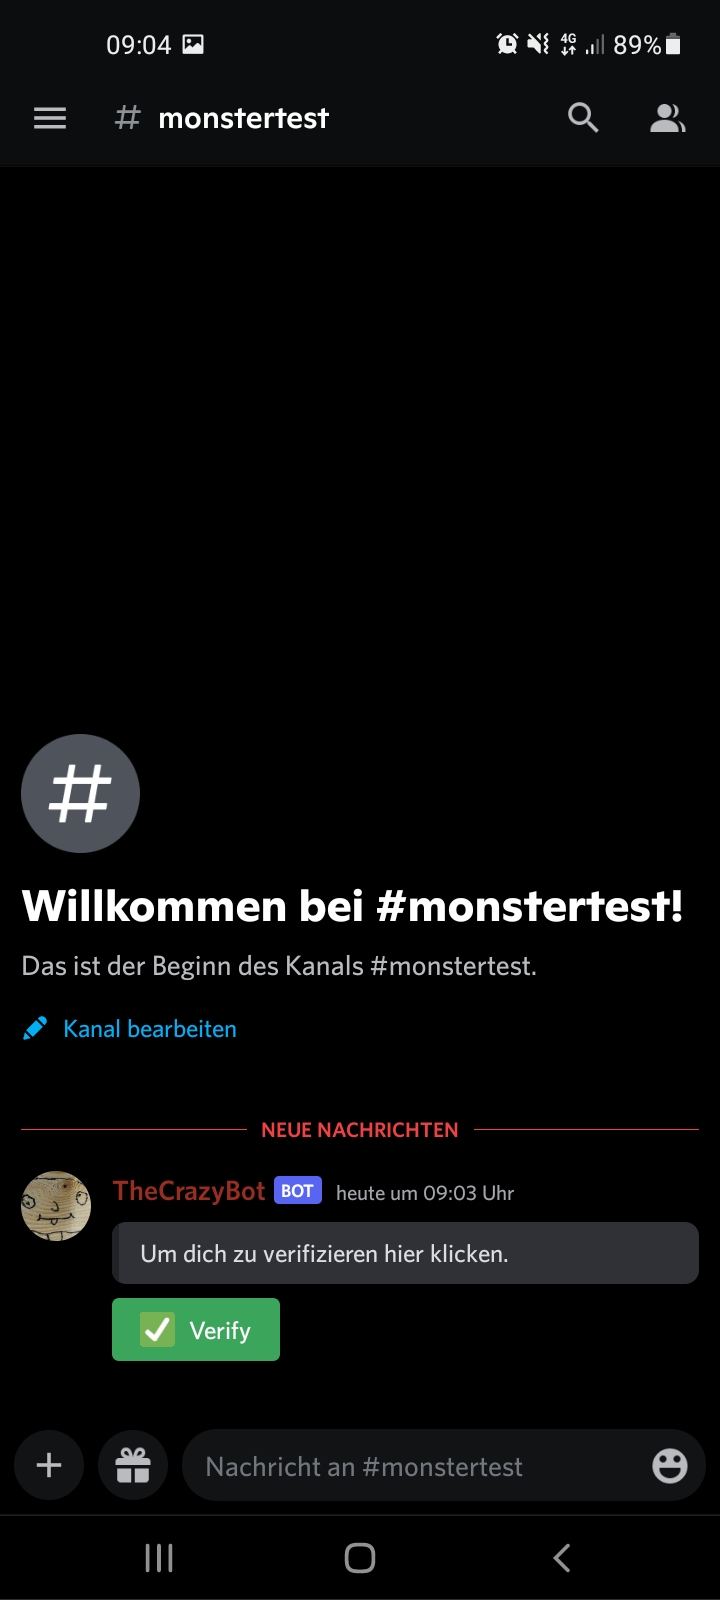 09:04 4G 89%
# monstertest
#
Willkommen bei #monstertest!
Das ist der Beginn des Kanals #monstertest.
Kanal bearbeiten
NEUE NACHRICHTEN
TheCrazyBot BOT heute um 09:03 Uhr
Um dich zu verifizieren hier klicken.
✅ Verify
Nachricht an #monstertest